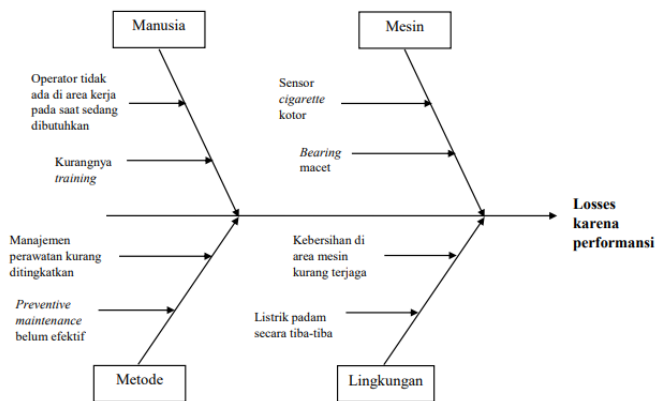 Manusia
Mesin
Operator tidak
ada di area kerja
pada saat sedang
dibutuhkan
Sensor
cigarette
kotor
Kurangnya
training
Bearing
macet
Losses
karena
performansi
Manajemen
perawatan kurang
ditingkatkan
Kebersihan di
area mesin
kurang terjaga
Preventive
maintenance
belum efektif
Listrik padam
secara tiba-tiba
Metode
Lingkungan